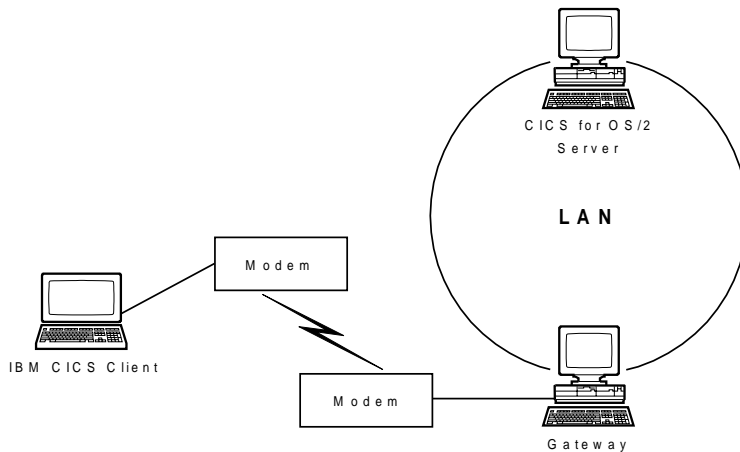 CICS for OS/2
Server
LAN
Modem
IBM CICS Client
Modem
Gateway